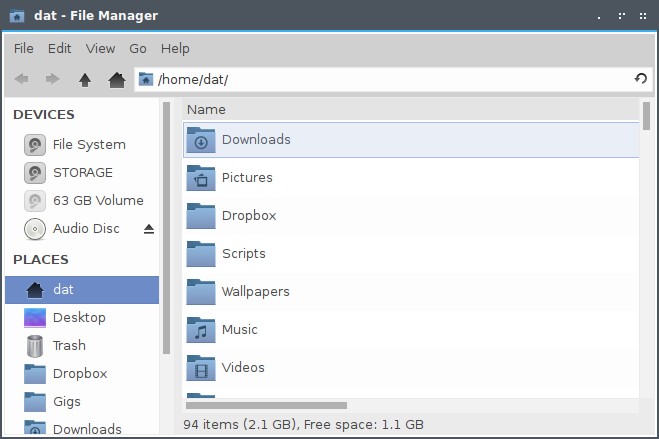 dat - File Manager
File Edit View Go Help
/home/dat/
DEVICES
File System
STORAGE
63 GB Volume
Audio Disc
PLACES
dat
Desktop
Trash
Dropbox
Gigs
Downloads
Name
Downloads
Pictures
Dropbox
Scripts
Wallpapers
Music
Videos
94 items (2.1 GB), Free space: 1.1 GB